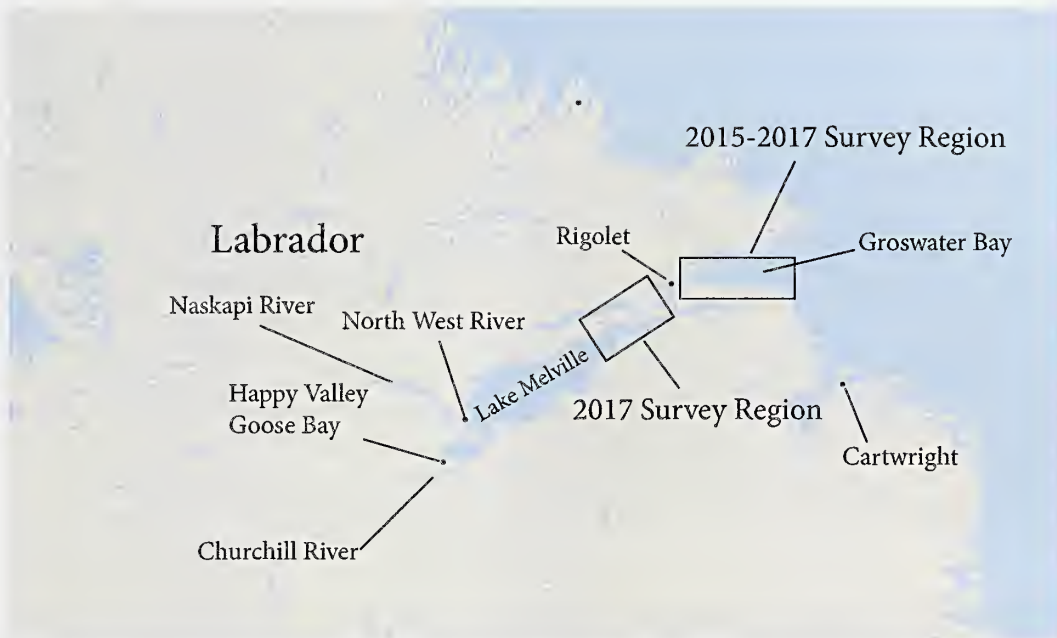 2015-2017 Survey Region
Labrador
Rigolet
Groswater Bay
Naskapi River
North West River
Happy Valley
Goose Bay
Lake Melville
2017 Survey Region
Cartwright
Churchill River